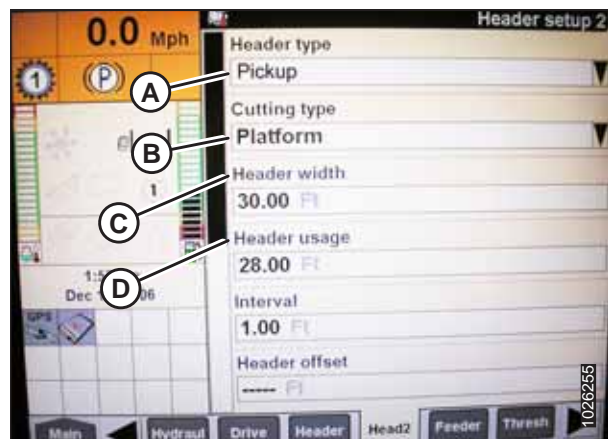 0.0 Mph
Header setup 2
1
(P)
Header type
Pickup
A
Cutting type
Platform
B
Header width
30.00 Ft
1
C
Header usage
28.00 Ft
D
Dec
06
GPS
Interval
1.00 Ft
Header offset
----- Ft
1026255
Main
Hydraul
Drive
Header
Head2
Feeder
Thresh